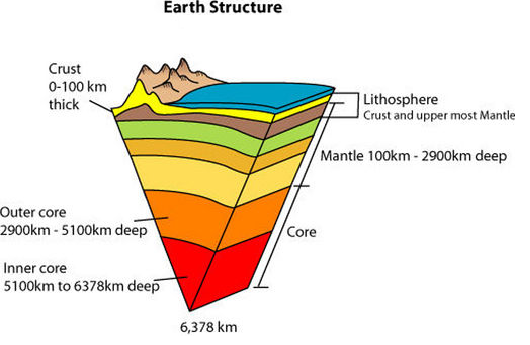 Earth Structure
Crust
0-100 km
thick
Lithosphere
Crust and upper most Mantle
Mantle 100km - 2900km deep
Outer core
2900km - 5100km deep
Core
Inner core
5100km to 6378km deep
6,378 km